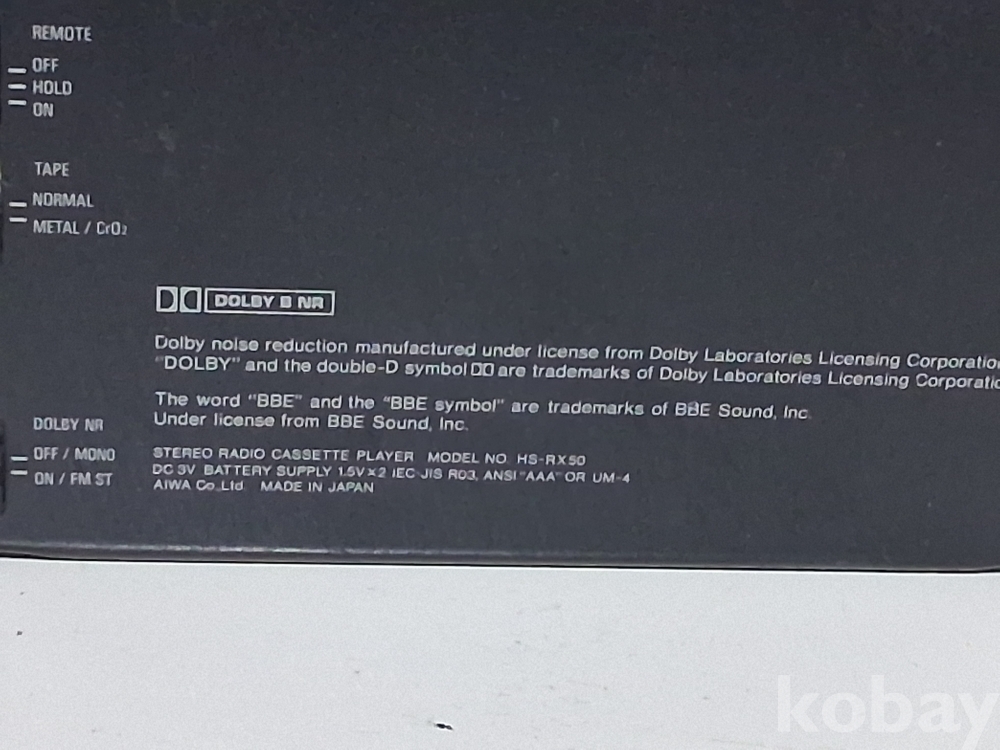 REMOTE
OFF
HOLD
ON
TAPE
NORMAL
METAL / CrO₂
DOLBY B NR
Dolby noise reduction manufactured under license from Dolby Laboratories Licensing Corporatio
"DOLBY" and the double-D symbol are trademarks of Dolby Laboratories Licensing Corporatio
The word "BBE" and the "BBE symbol" are trademarks of BBE Sound, Inc.
Under license from BBE Sound, Inc.
DOLBY NR
OFF / MONO
ON / FM ST
STEREO RADIO CASSETTE PLAYER MODEL NO. HS-RX50
DC 3V BATTERY SUPPLY 1.5V×2 IEC·JIS R03, ANSI "AAA" OR UM-4
AIWA Co.,Ltd. MADE IN JAPAN
kobay